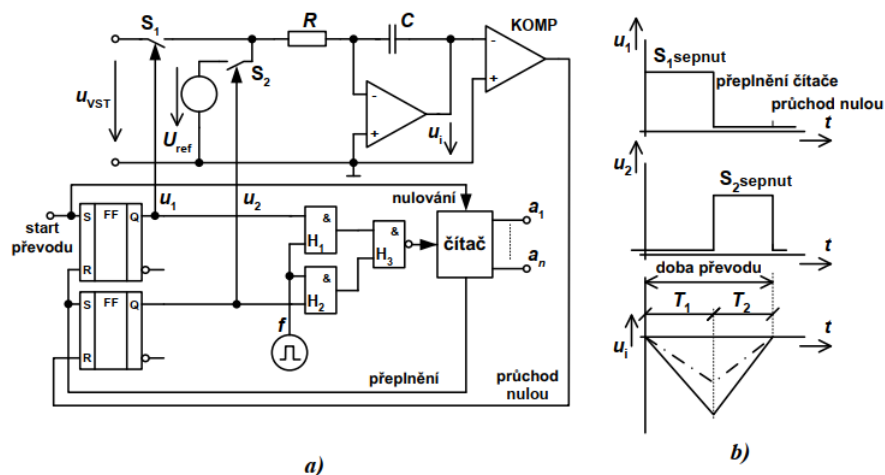 S1
R
C
KOMP
-
+
S2
uVST
Uref
-
+
ui
nulování
start
převodu
S FF Q
R
u1
u2
&
H1
&
H2
&
H3
čítač
a1
an
S FF Q
R
f
přeplnění
průchod
nulou
a)
u1
S1sepnut
přeplnění čítače
průchod nulou
t
u2
S2sepnut
t
doba převodu
T1
T2
t
ui
b)